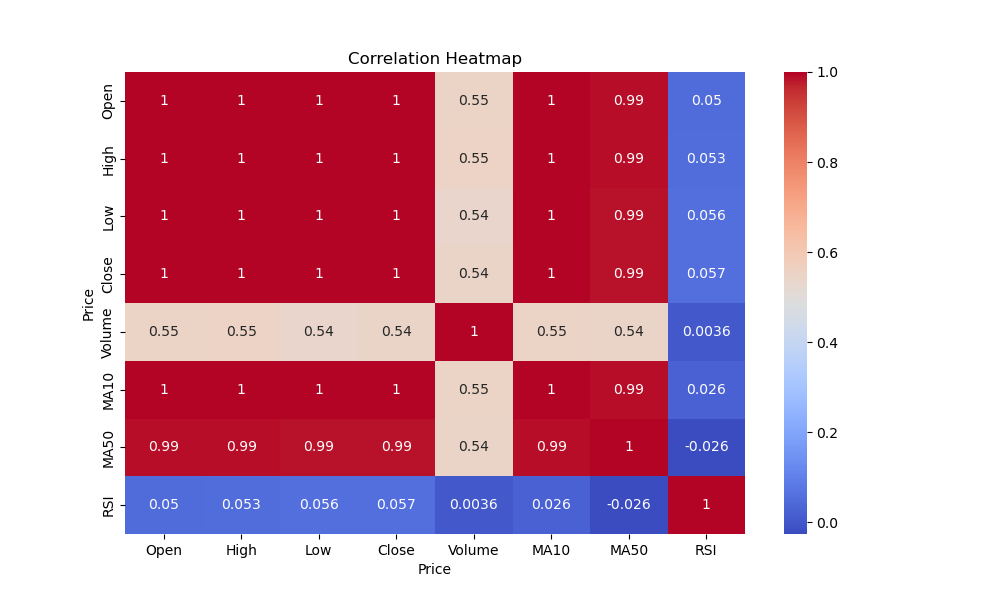 Correlation Heatmap
Open 1 1 1 1 0.55 1 0.99 0.05
High 1 1 1 1 0.55 1 0.99 0.053
Low 1 1 1 1 0.54 1 0.99 0.056
Close 1 1 1 1 0.54 1 0.99 0.057
Volume 0.55 0.55 0.54 0.54 1 0.55 0.54 0.0036
MA10 1 1 1 1 0.55 1 0.99 0.026
MA50 0.99 0.99 0.99 0.99 0.54 0.99 1 -0.026
RSI 0.05 0.053 0.056 0.057 0.0036 0.026 -0.026 1
Open High Low Close Volume MA10 MA50 RSI
Price
Price
1.0
0.8
0.6
0.4
0.2
0.0